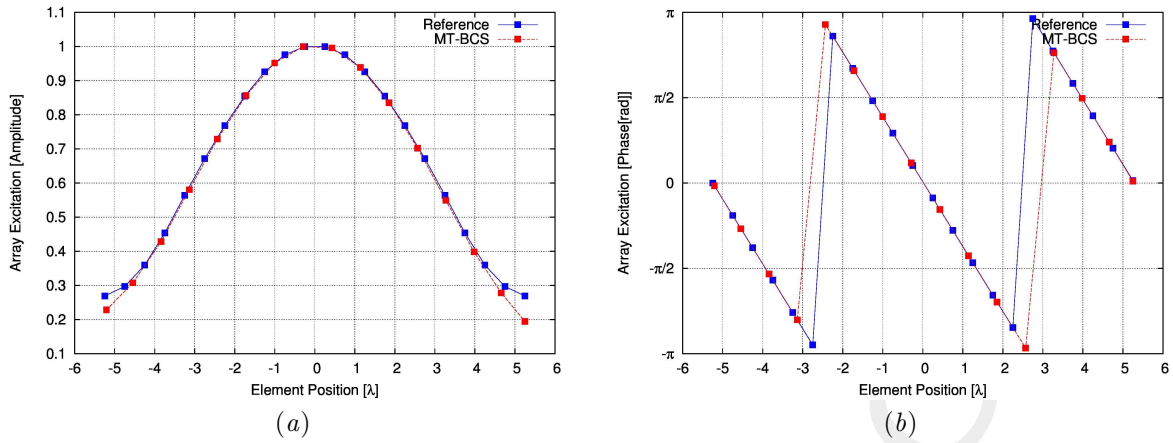 Array Excitation [Amplitude]
1.1
1
0.9
0.8
0.7
0.6
0.5
0.4
0.3
0.2
0.1
-6 -5 -4 -3 -2 -1 0 1 2 3 4 5 6
Element Position [λ]
Reference
MT-BCS
(a)
Array Excitation [Phase[rad]]
π
π/2
0
-π/2
-π
-6 -5 -4 -3 -2 -1 0 1 2 3 4 5 6
Element Position [λ]
Reference
MT-BCS
(b)